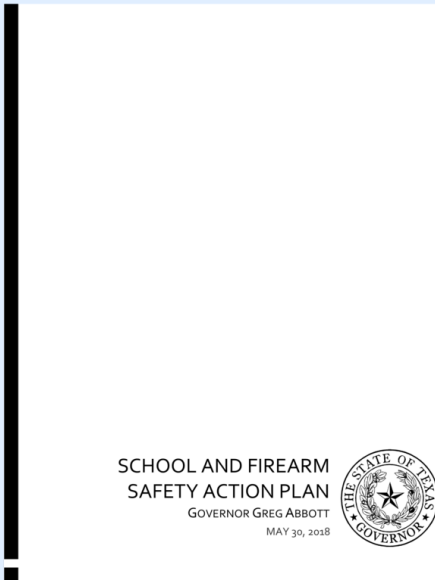 SCHOOL AND FIREARM
SAFETY ACTION PLAN
GOVERNOR GREG ABBOTT
MAY 30, 2018
THE STATE OF TEXAS
GOVERNOR